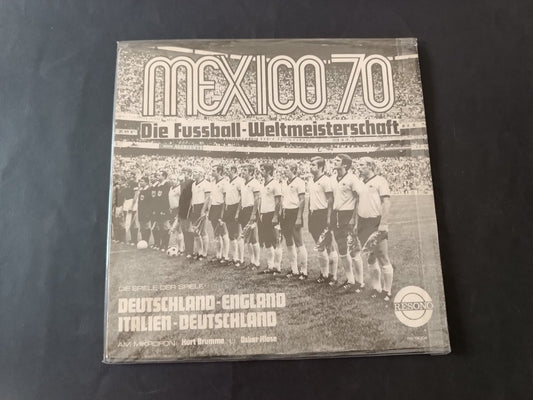 MEXICO 70
Die Fussball-Weltmeisterschaft
DIE SPIELE DER SPIELE
DEUTSCHLAND-ENGLAND
ITALIEN-DEUTSCHLAND
AM MIKROFON: Kurt Brumme U. Oskar Klose
RESONO